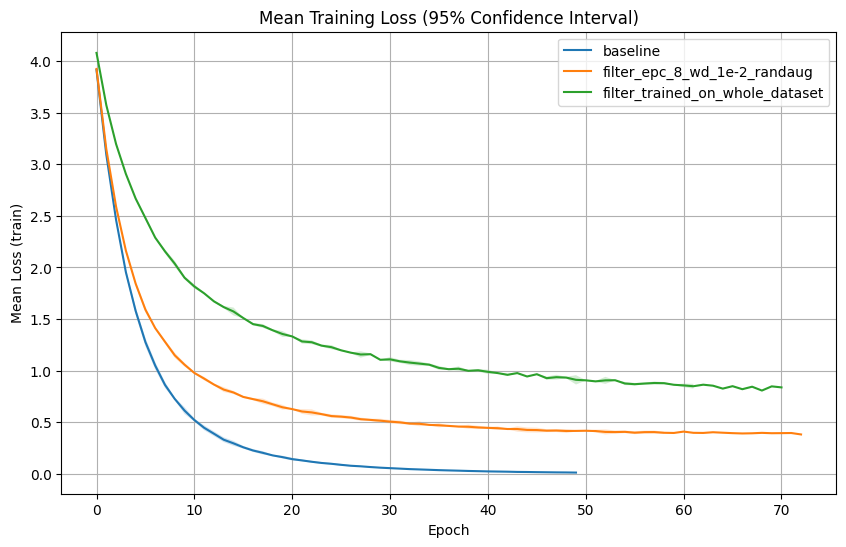 Mean Training Loss (95% Confidence Interval)
baseline
filter_epc_8_wd_1e-2_randaug
filter_trained_on_whole_dataset
Mean Loss (train)
4.0
3.5
3.0
2.5
2.0
1.5
1.0
0.5
0.0
0 10 20 30 40 50 60 70
Epoch